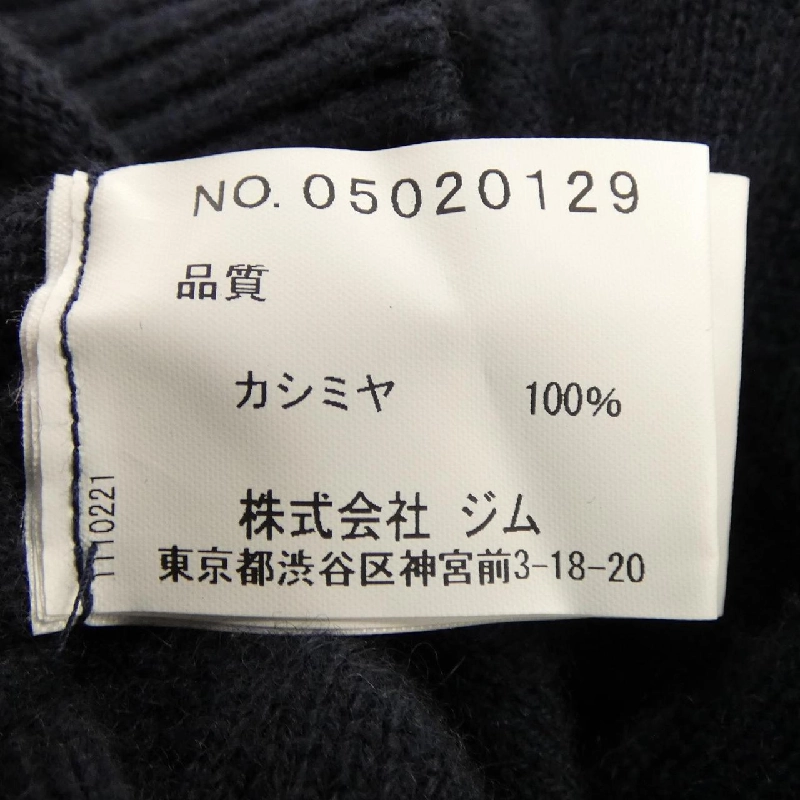 NO. 05020129
品質
カシミヤ 100%
株式会社 ジム
東京都渋谷区神宮前3-18-20
1110221